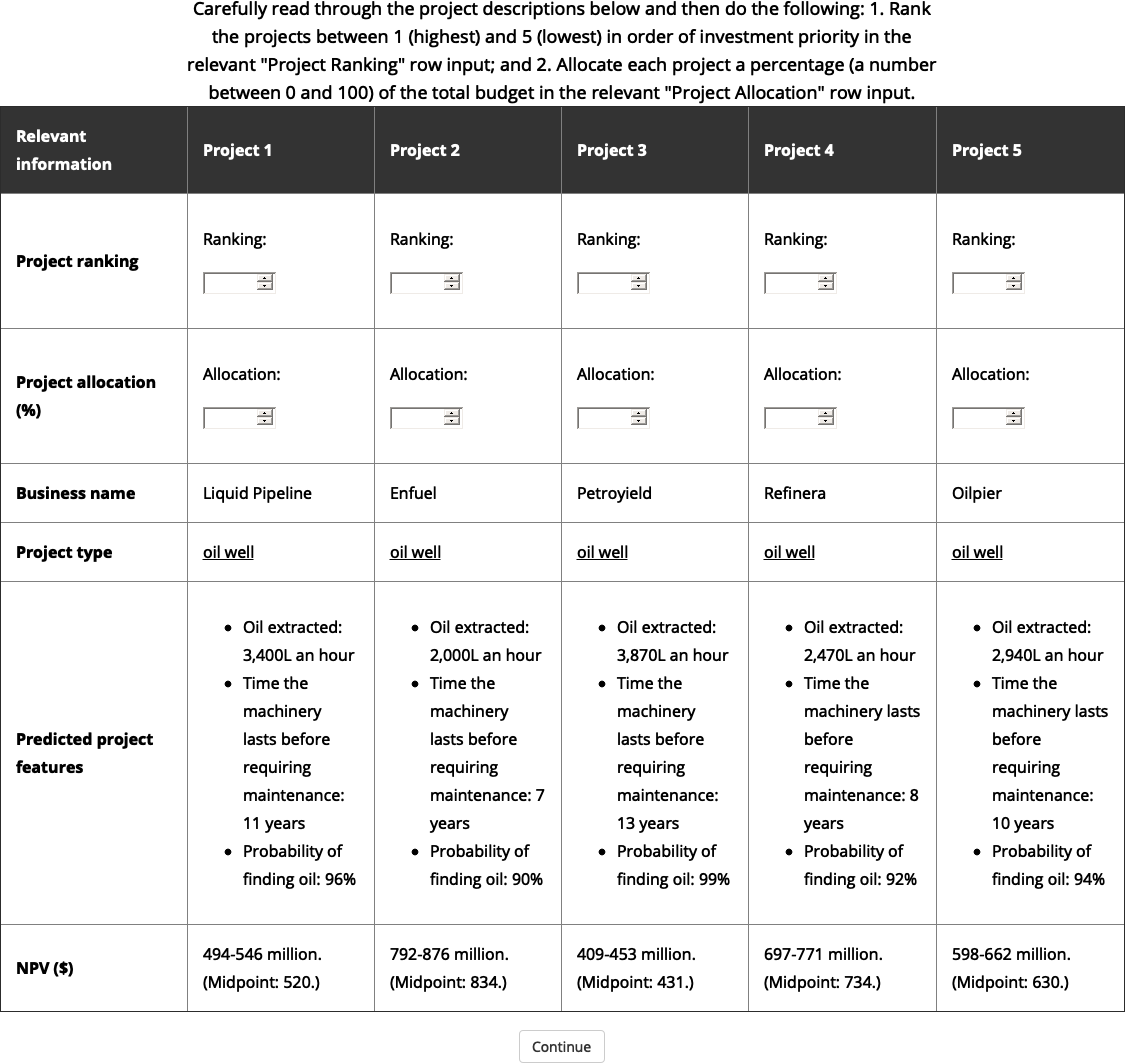 Carefully read through the project descriptions below and then do the following: 1. Rank
the projects between 1 (highest) and 5 (lowest) in order of investment priority in the
relevant "Project Ranking" row input; and 2. Allocate each project a percentage (a number
between 0 and 100) of the total budget in the relevant "Project Allocation" row input.
Relevant
information
Project 1
Project 2
Project 3
Project 4
Project 5
Project ranking
Ranking:
Ranking:
Ranking:
Ranking:
Ranking:
Project allocation
(%)
Allocation:
Allocation:
Allocation:
Allocation:
Allocation:
Business name
Liquid Pipeline
Enfuel
Petroyield
Refinera
Oilpier
Project type
oil well
oil well
oil well
oil well
oil well
Predicted project
features
• Oil extracted:
3,400L an hour
• Time the
machinery
lasts before
requiring
maintenance:
11 years
• Probability of
finding oil: 96%
• Oil extracted:
2,000L an hour
• Time the
machinery
lasts before
requiring
maintenance: 7
years
• Probability of
finding oil: 90%
• Oil extracted:
3,870L an hour
• Time the
machinery
lasts before
requiring
maintenance:
13 years
• Probability of
finding oil: 99%
• Oil extracted:
2,470L an hour
• Time the
machinery lasts
before
requiring
maintenance: 8
years
• Probability of
finding oil: 92%
• Oil extracted:
2,940L an hour
• Time the
machinery lasts
before
requiring
maintenance:
10 years
• Probability of
finding oil: 94%
NPV ($)
494-546 million.
(Midpoint: 520.)
792-876 million.
(Midpoint: 834.)
409-453 million.
(Midpoint: 431.)
697-771 million.
(Midpoint: 734.)
598-662 million.
(Midpoint: 630.)
Continue